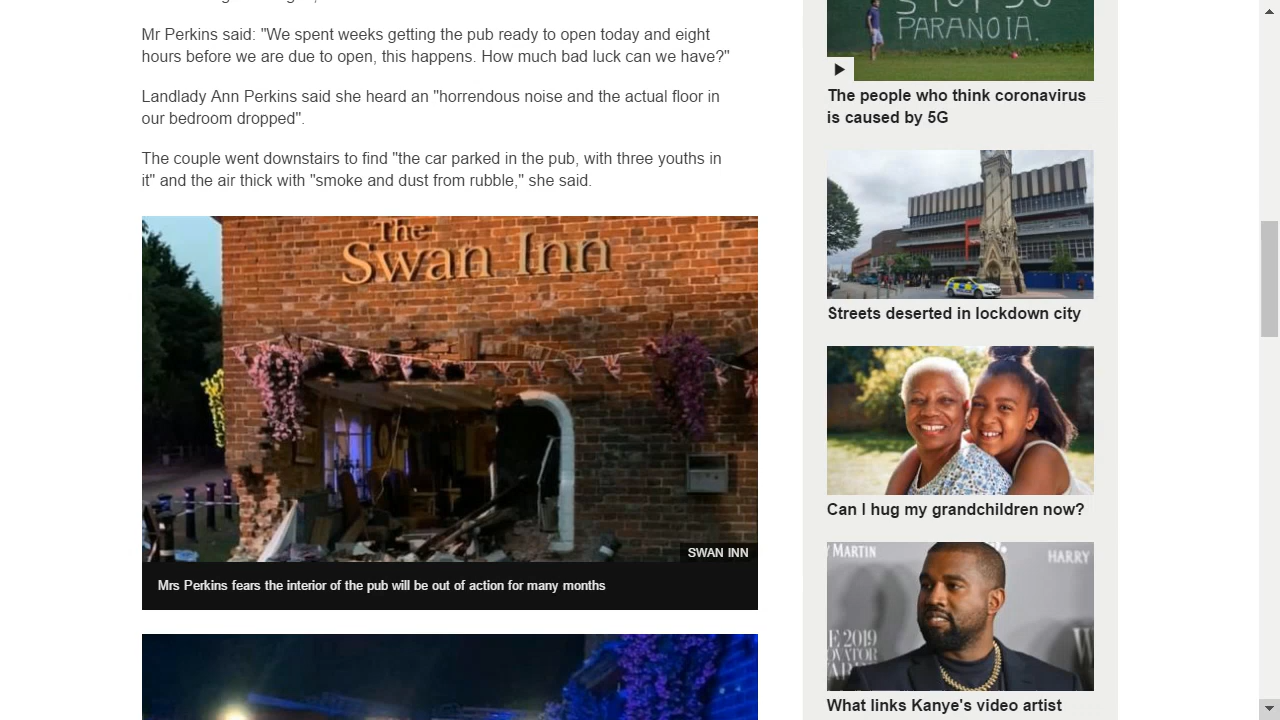 Mr Perkins said: "We spent weeks getting the pub ready to open today and eight
hours before we are due to open, this happens. How much bad luck can we have?"
Landlady Ann Perkins said she heard an "horrendous noise and the actual floor in
our bedroom dropped".
The couple went downstairs to find "the car parked in the pub, with three youths in
it" and the air thick with "smoke and dust from rubble," she said.
The
Swan Inn
SWAN INN
Mrs Perkins fears the interior of the pub will be out of action for many months
PARANOIA.
The people who think coronavirus
is caused by 5G
Streets deserted in lockdown city
Can I hug my grandchildren now?
MARTIN
HARRY
E 2019
What links Kanye's video artist